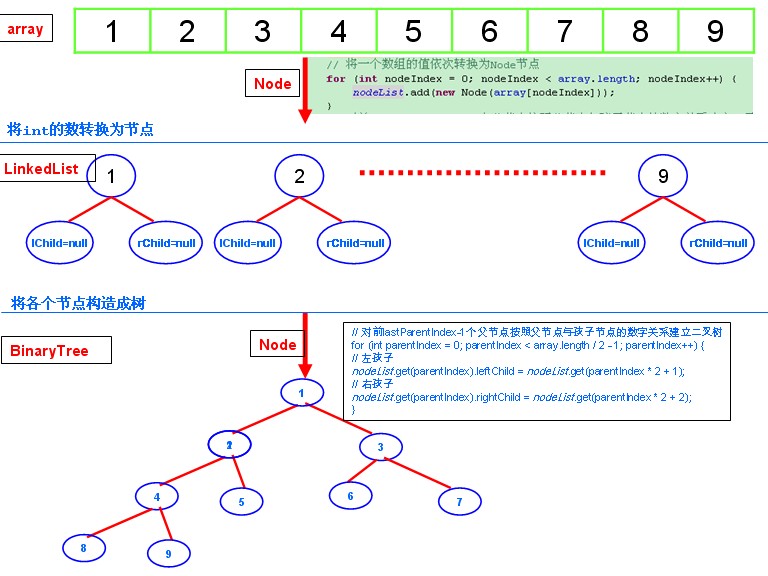 array
1 2 3 4 5 6 7 8 9
Node
// 将一个数组的值依次转换为Node节点
for (int nodeIndex = 0; nodeIndex < array.length; nodeIndex++) {
nodeList.add(new Node(array[nodeIndex]));
}
将int的数转换为节点
LinkedList
1 2 9
lChild=null rChild=null lChild=null rChild=null lChild=null rChild=null
将各个节点构造成树
BinaryTree
Node
// 对前lastParentIndex-1个父节点按照父节点与孩子节点的数字关系建立二叉树
for (int parentIndex = 0; parentIndex < array.length / 2 - 1; parentIndex++) {
// 左孩子
nodeList.get(parentIndex).leftChild = nodeList.get(parentIndex * 2 + 1);
// 右孩子
nodeList.get(parentIndex).rightChild = nodeList.get(parentIndex * 2 + 2);
}
1
3
4 5 6 7
8 9